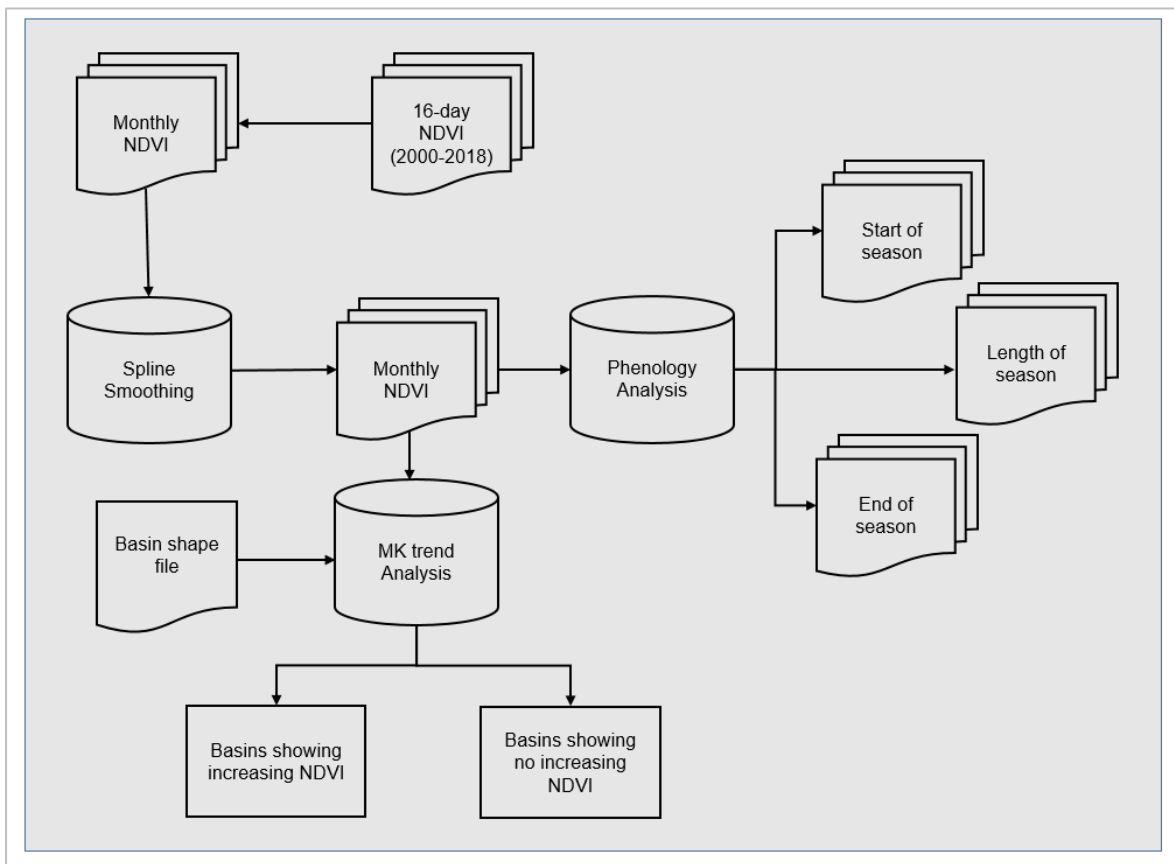 Monthly
NDVI
16-day
NDVI
(2000-2018)
Start of
season
Spline
Smoothing
Monthly
NDVI
Phenology
Analysis
Length of
season
End of
season
Basin shape
file
MK trend
Analysis
Basins showing
increasing NDVI
Basins showing
no increasing
NDVI